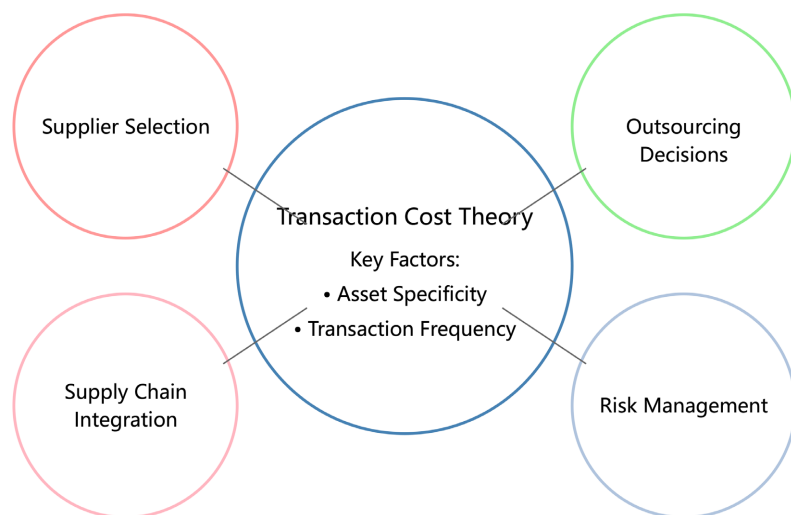 Supplier Selection
Outsourcing
Decisions
Transaction Cost Theory
Key Factors:
• Asset Specificity
• Transaction Frequency
Supply Chain
Integration
Risk Management